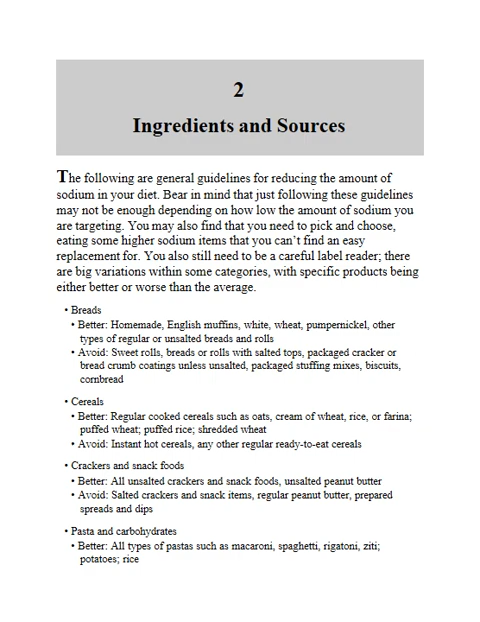 2
Ingredients and Sources
The following are general guidelines for reducing the amount of
sodium in your diet. Bear in mind that just following these guidelines
may not be enough depending on how low the amount of sodium you
are targeting. You may also find that you need to pick and choose,
eating some higher sodium items that you can’t find an easy
replacement for. You also still need to be a careful label reader; there
are big variations within some categories, with specific products being
either better or worse than the average.
• Breads
• Better: Homemade, English muffins, white, wheat, pumpernickel, other
types of regular or unsalted breads and rolls
• Avoid: Sweet rolls, breads or rolls with salted tops, packaged cracker or
bread crumb coatings unless unsalted, packaged stuffing mixes, biscuits,
cornbread
• Cereals
• Better: Regular cooked cereals such as oats, cream of wheat, rice, or farina;
puffed wheat; puffed rice; shredded wheat
• Avoid: Instant hot cereals, any other regular ready-to-eat cereals
• Crackers and snack foods
• Better: All unsalted crackers and snack foods, unsalted peanut butter
• Avoid: Salted crackers and snack items, regular peanut butter, prepared
spreads and dips
• Pasta and carbohydrates
• Better: All types of pastas such as macaroni, spaghetti, rigatoni, ziti;
potatoes; rice